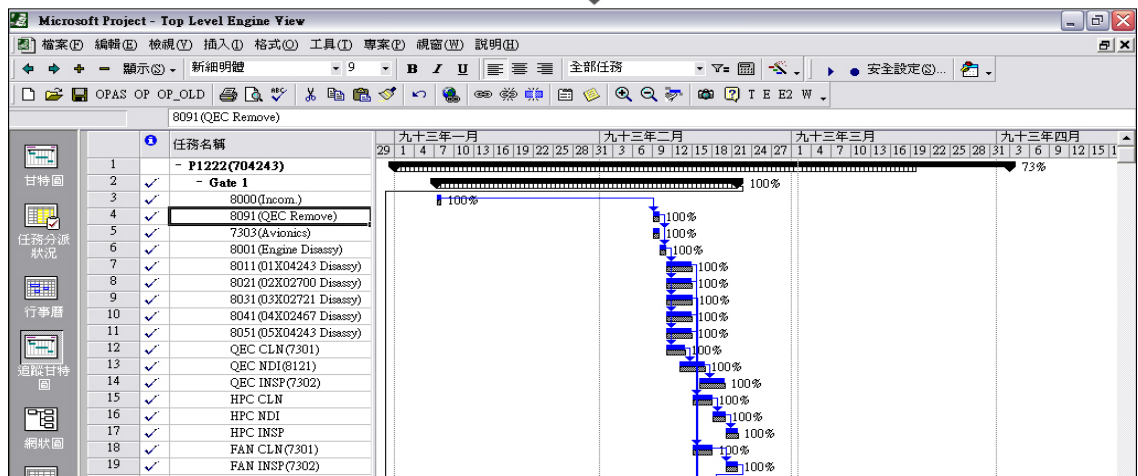 Microsoft Project - Top Level Engine View
檔案(F) 編輯(E) 檢視(V) 插入(I) 格式(O) 工具(T) 專案(P) 視窗(W) 說明(H)
顯示(S) 新細明體 9 B I U 全部任務 安全設定(S)...
OPAS OP OP_OLD ABC T E E2 W
8091(QEC Remove)
任務名稱 九十三年一月 九十三年二月 九十三年三月 九十三年四月
29 1 4 7 10 13 16 19 22 25 28 31 3 6 9 12 15 18 21 24 27 1 4 7 10 13 16 19 22 25 28 31 3 6 9 12 15 1
甘特圖
任務分派
狀況
行事曆
追蹤甘特
圖
網狀圖
1 - P1222(704243) 73%
2 - Gate 1 100%
3 8000(Incom.) 100%
4 8091(QEC Remove) 100%
5 7303(Avionics) 100%
6 8001(Engine Disassy) 100%
7 8011(01X04243 Disassy) 100%
8 8021(02X02700 Disassy) 100%
9 8031(03X02721 Disassy) 100%
10 8041(04X02467 Disassy) 100%
11 8051(05X04243 Disassy) 100%
12 QEC CLN(7301) 100%
13 QEC NDI(8121) 100%
14 QEC INSP(7302) 100%
15 HPC CLN 100%
16 HPC NDI 100%
17 HPC INSP 100%
18 FAN CLN(7301) 100%
19 FAN INSP(7302) 100%